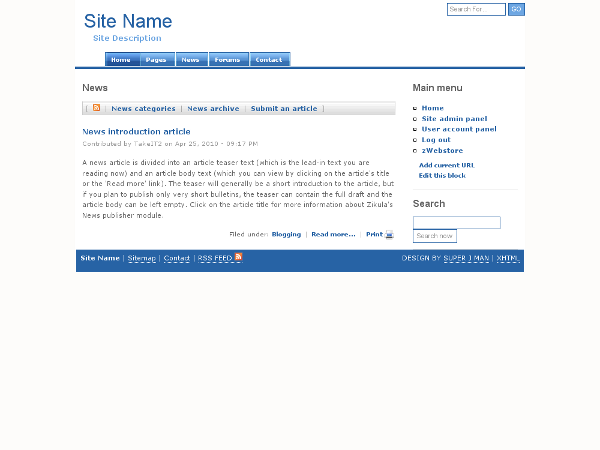 Search for...
GO
Site Name
Site Description
Home
Pages
News
Forums
Contact
News
[ | News categories | News archive | Submit an article ]
News introduction article
Contributed by TakeIT2 on Apr 25, 2010 - 09:17 PM
A news article is divided into an article teaser text (which is the lead-in text you are
reading now) and an article body text (which you can view by clicking on the article's title
or the 'Read more' link). The teaser will generally be a short introduction to the article, but
if you plan to publish only very short bulletins, the teaser can contain the full draft and the
article body can be left empty. Click on the article title for more information about Zikula's
News publisher module.
Filed under: Blogging | Read more... | Print
Main menu
Home
Site admin panel
User account panel
Log out
zWebstore
Add current URL
Edit this block
Search
Search now
Site Name | Sitemap | Contact | RSS FEED
DESIGN BY SUPER J MAN | XHTML